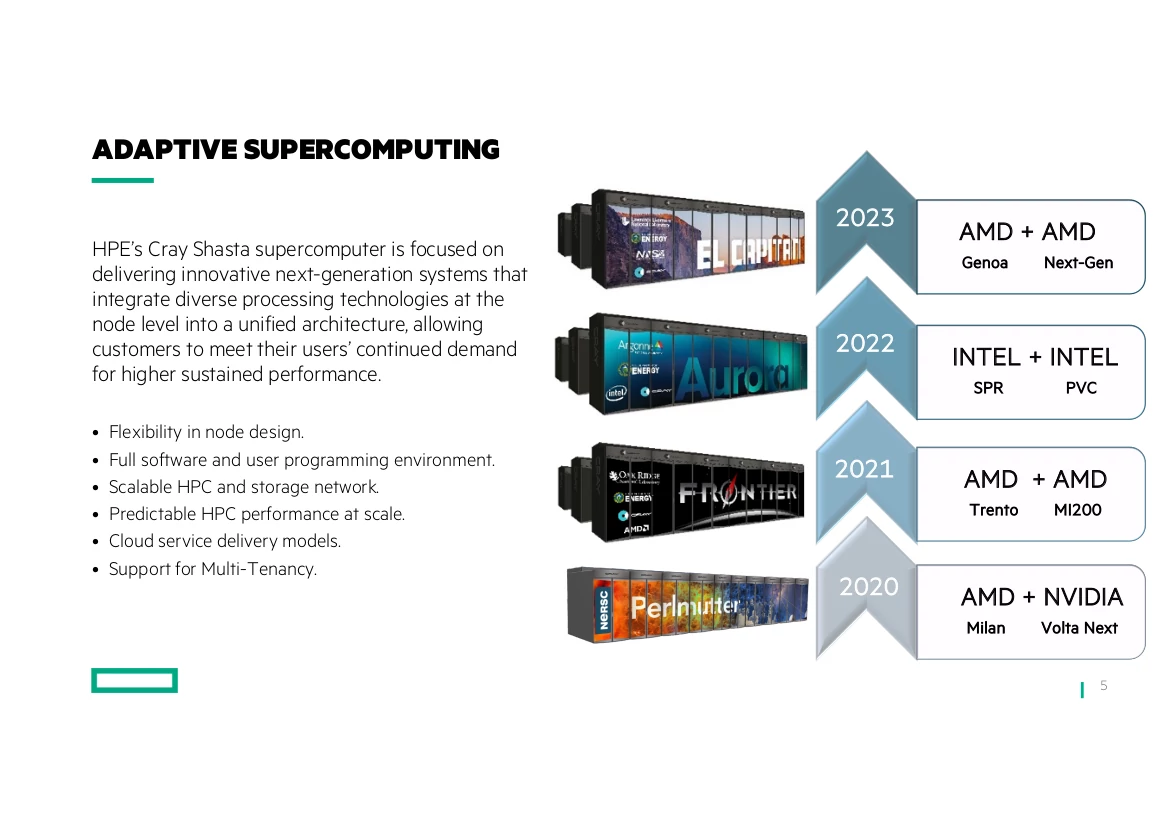 ADAPTIVE SUPERCOMPUTING
HPE’s Cray Shasta supercomputer is focused on
delivering innovative next-generation systems that
integrate diverse processing technologies at the
node level into a unified architecture, allowing
customers to meet their users’ continued demand
for higher sustained performance.
• Flexibility in node design.
• Full software and user programming environment.
• Scalable HPC and storage network.
• Predictable HPC performance at scale.
• Cloud service delivery models.
• Support for Multi-Tenancy.
ENERGY
EL CAPITAN
2023
AMD + AMD
Genoa Next-Gen
Argonne
ENERGY
intel
Aurora
2022
INTEL + INTEL
SPR PVC
OAK RIDGE
National Laboratory
ENERGY
AMD
FRONTIER
2021
AMD + AMD
Trento MI200
NERSC
Perlmutter
2020
AMD + NVIDIA
Milan Volta Next
5